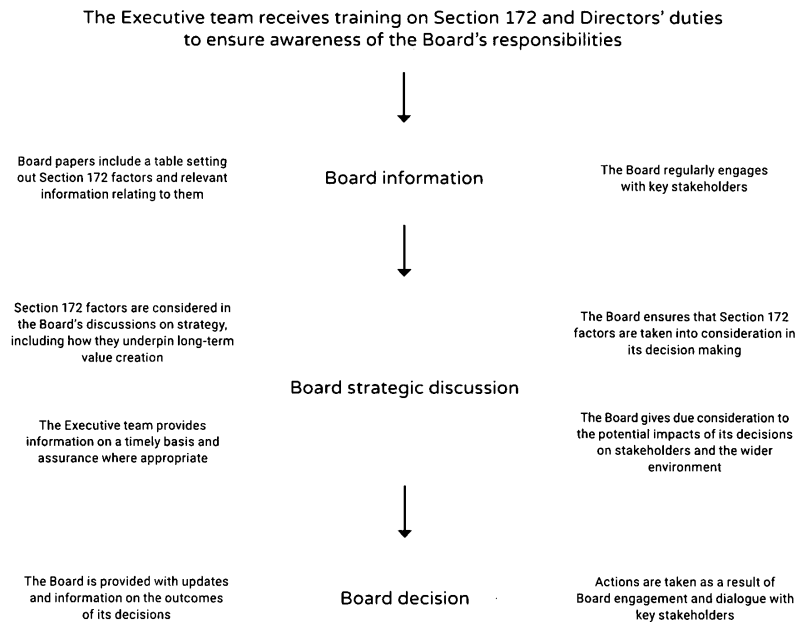 The Executive team receives training on Section 172 and Directors' duties
to ensure awareness of the Board's responsibilities
Board papers include a table setting
out Section 172 factors and relevant
information relating to them
Board information
The Board regularly engages
with key stakeholders
Section 172 factors are considered in
the Board's discussions on strategy,
including how they underpin long-term
value creation
The Board ensures that Section 172
factors are taken into consideration in
its decision making
Board strategic discussion
The Executive team provides
information on a timely basis and
assurance where appropriate
The Board gives due consideration to
the potential impacts of its decisions
on stakeholders and the wider
environment
The Board is provided with updates
and information on the outcomes
of its decisions
Board decision
Actions are taken as a result of
Board engagement and dialogue with
key stakeholders